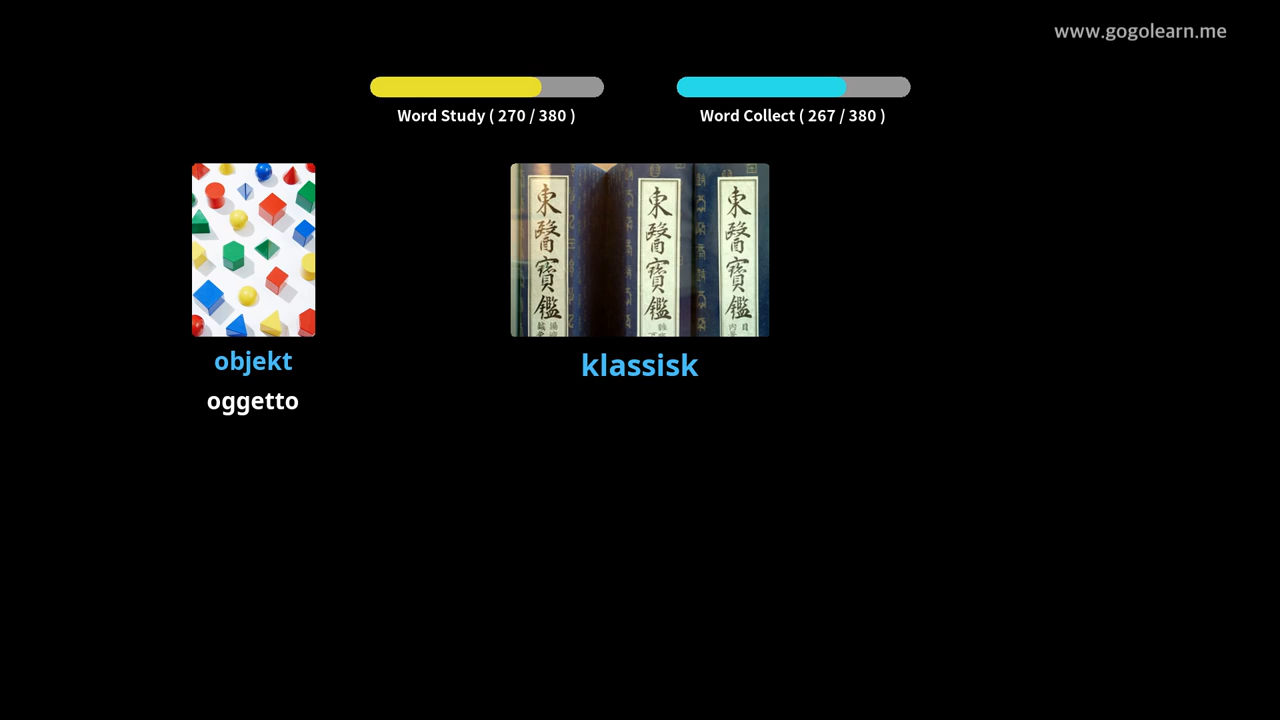 www.gogolearn.me
Word Study ( 270 / 380 )
Word Collect ( 267 / 380 )
東醫寶鑑
東醫寶鑑
東醫寶鑑
objekt
klassisk
oggetto